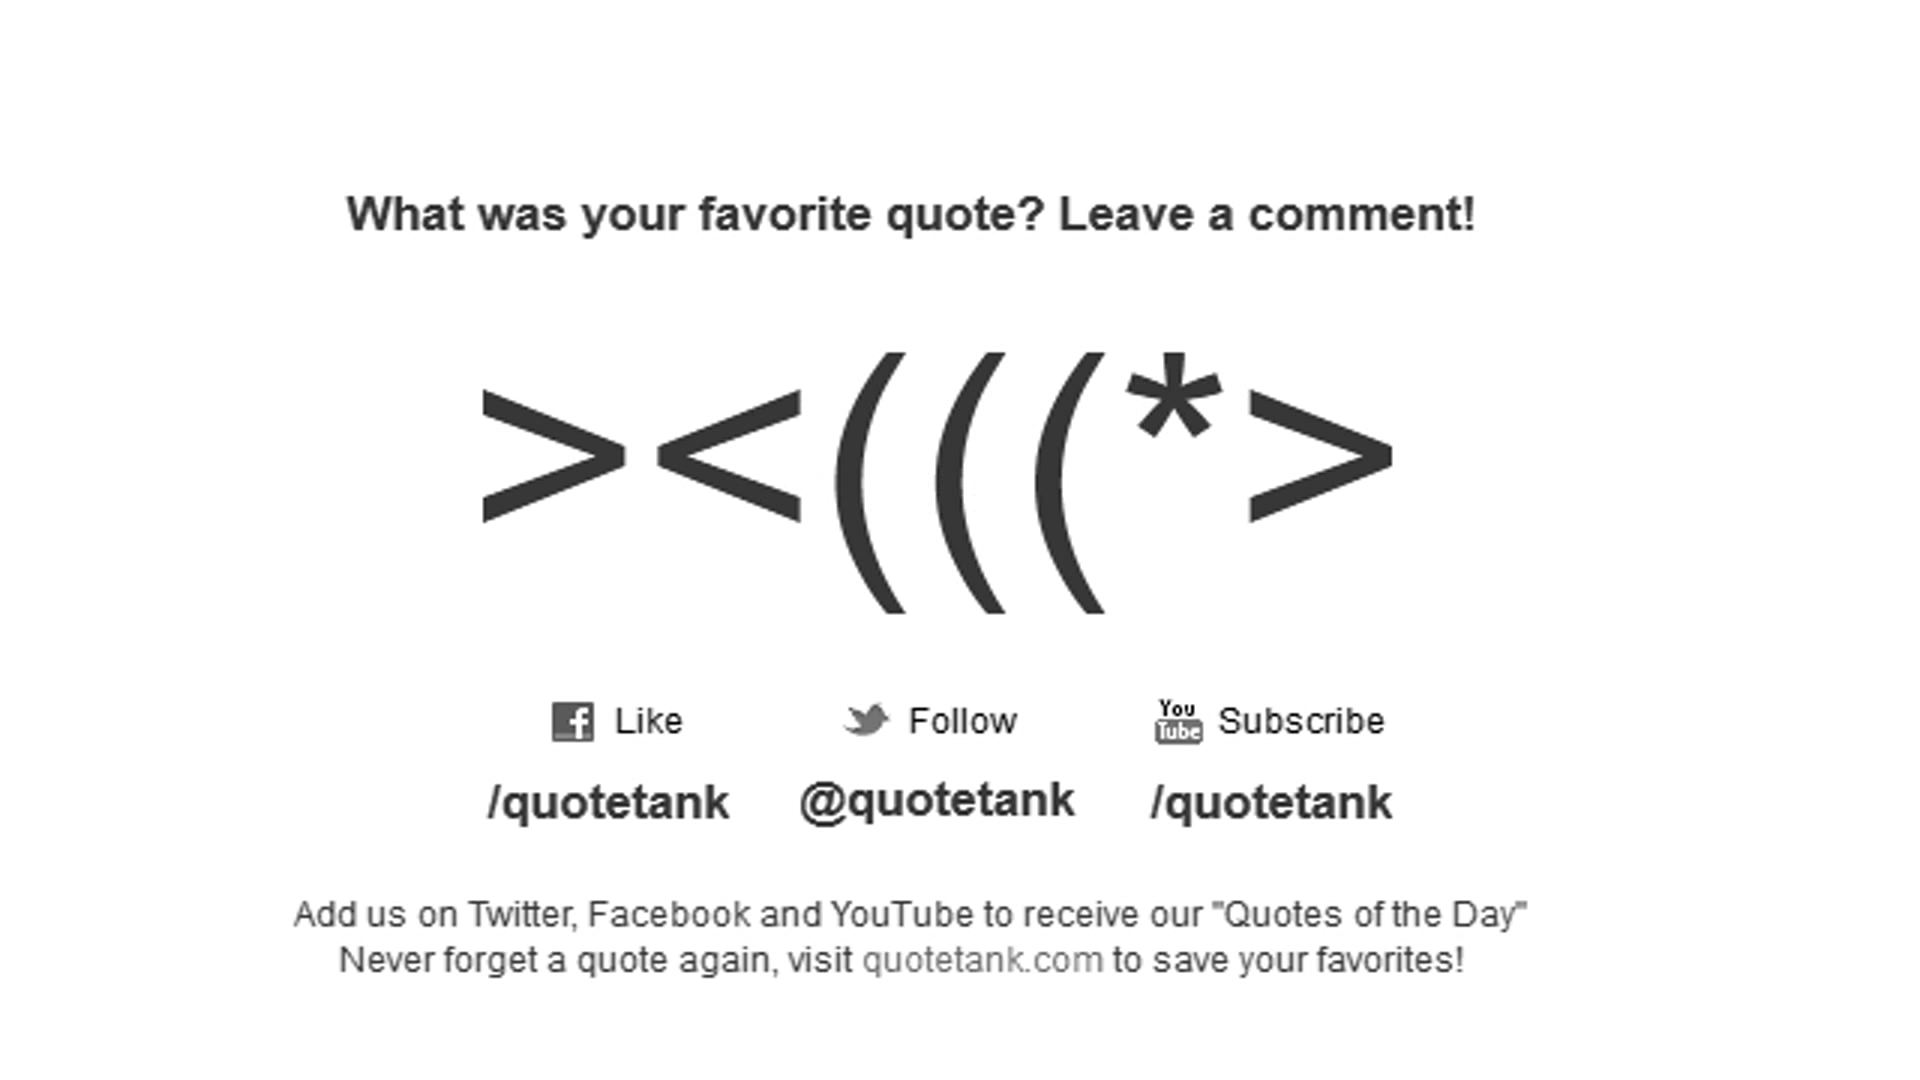 What was your favorite quote? Leave a comment!
><(((*>
f Like
Follow
You Tube Subscribe
/quotetank
@quotetank
/quotetank
Add us on Twitter, Facebook and YouTube to receive our "Quotes of the Day"
Never forget a quote again, visit quotetank.com to save your favorites!